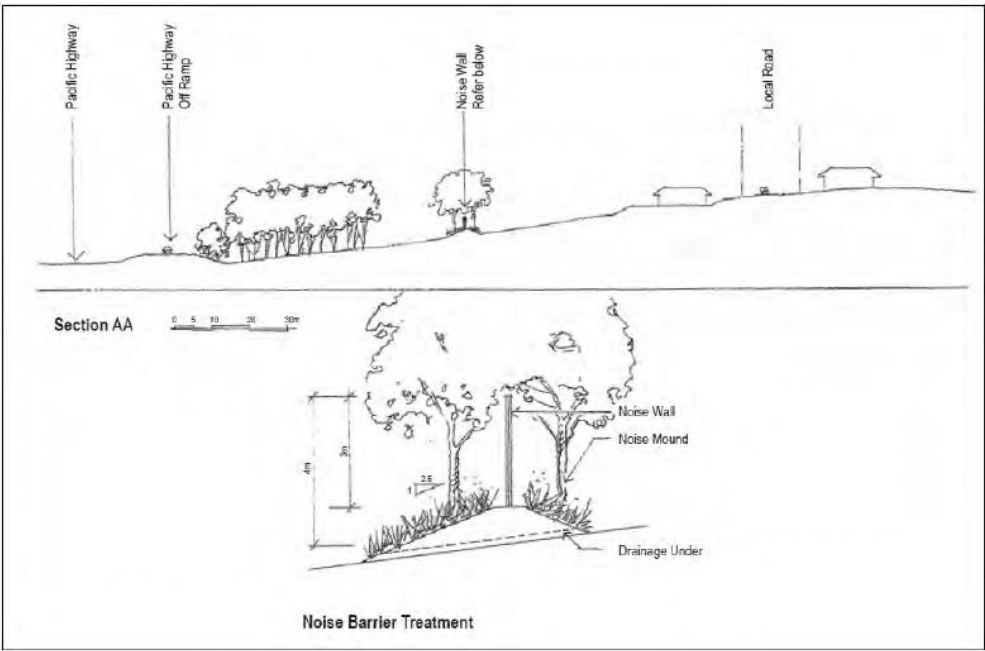 Pacific Highway
Pacific Highway
Off Ramp
Noise Wall
Refer below
Local Road
Section AA
0 5 10 20 30m
Noise Wall
Noise Mound
4m
3m
2.5
1
Drainage Under
Noise Barrier Treatment